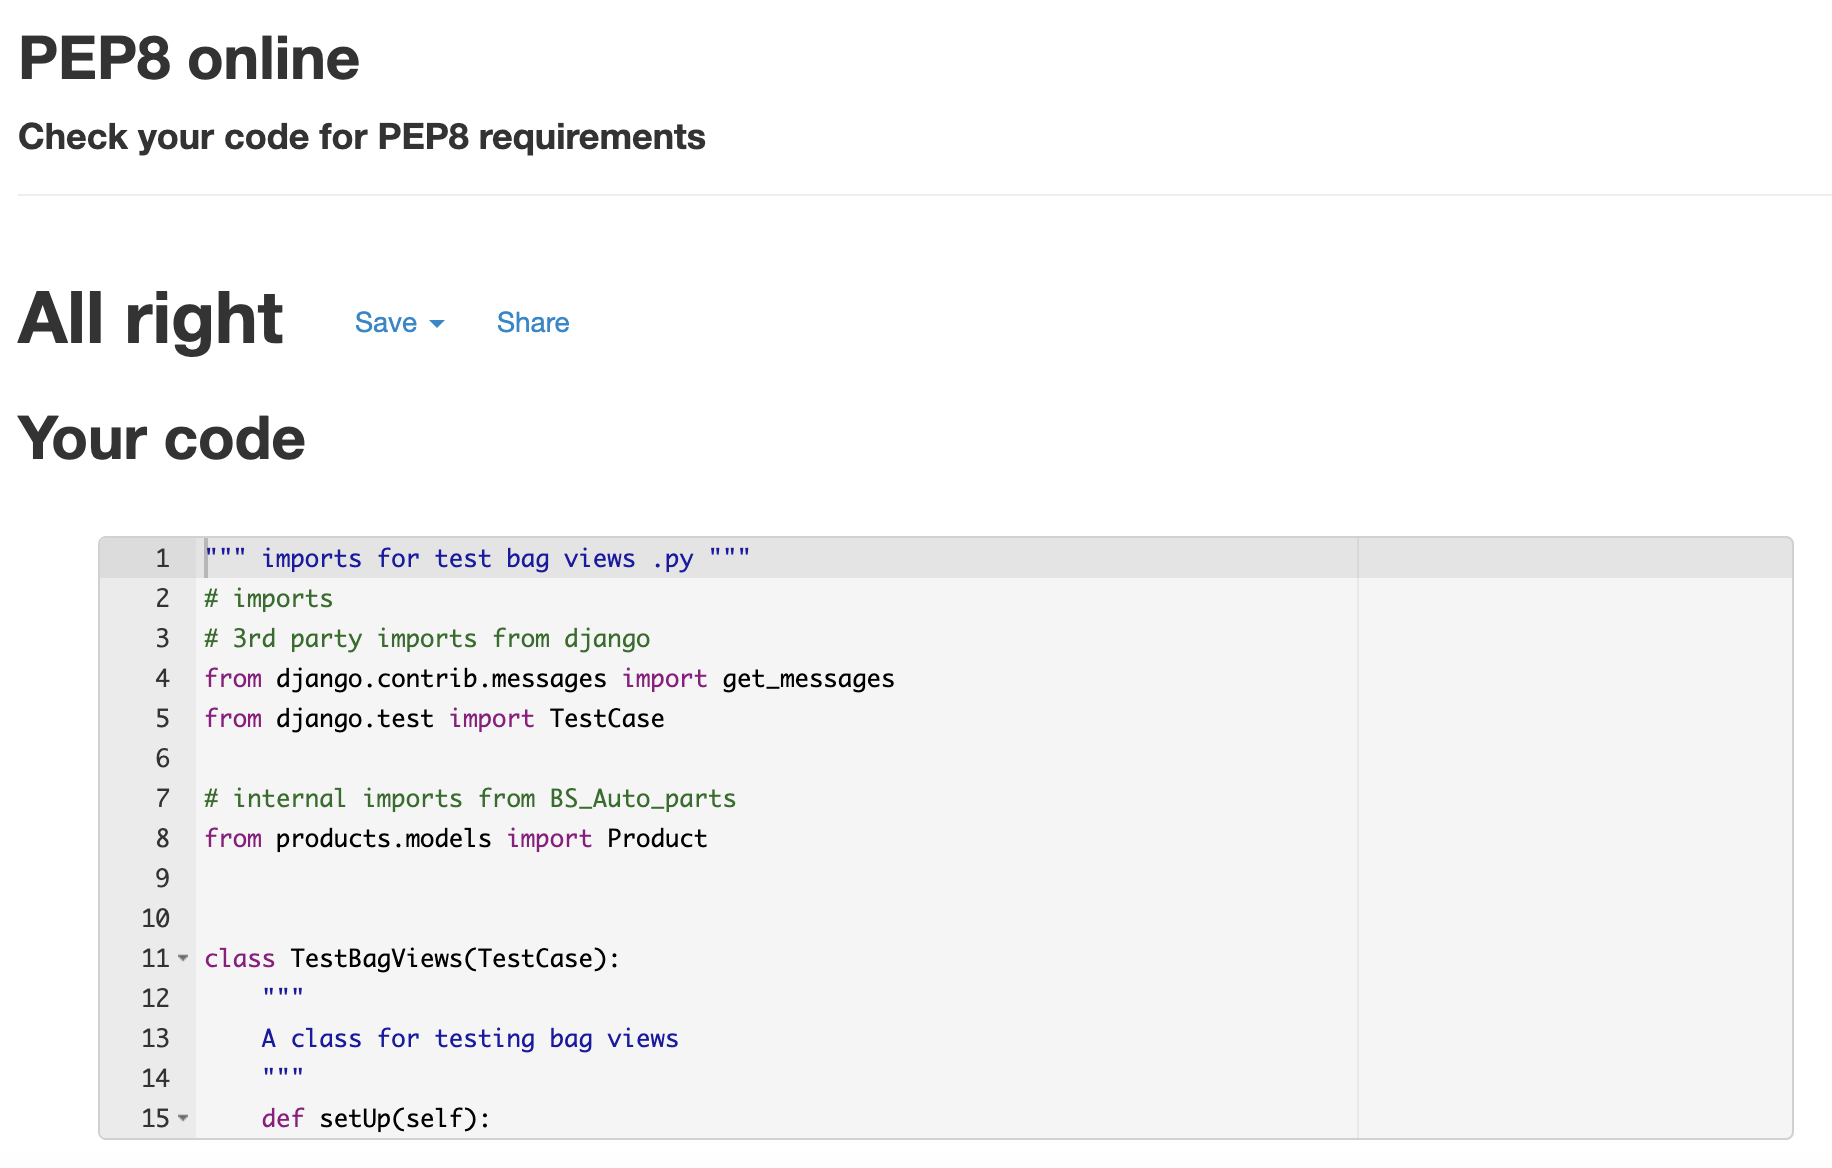 PEP8 online
Check your code for PEP8 requirements
All right Save Share
Your code
1 """ imports for test bag views .py """
2 # imports
3 # 3rd party imports from django
4 from django.contrib.messages import get_messages
5 from django.test import TestCase
6
7 # internal imports from BS_Auto_parts
8 from products.models import Product
9
10
11 class TestBagViews(TestCase):
12     """
13     A class for testing bag views
14     """
15     def setUp(self):